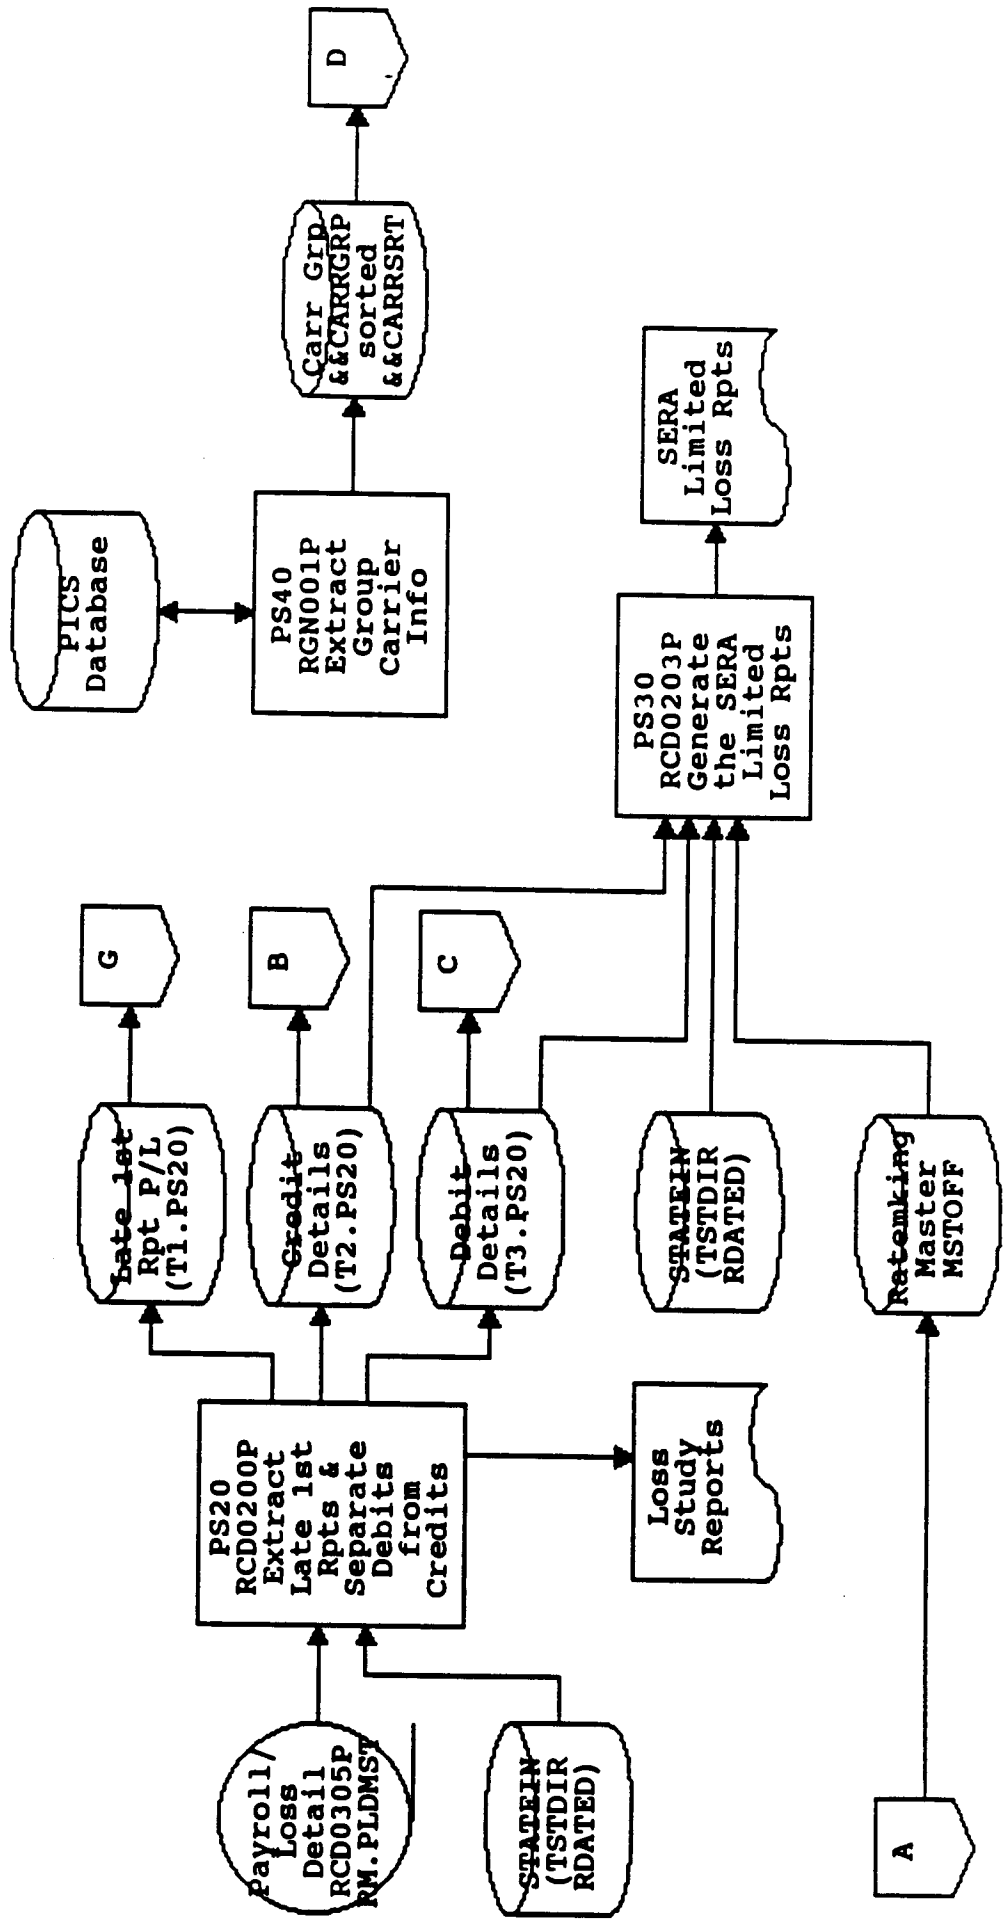 Payroll/
Loss
Detail
RCD0305P
RM.PLDMST
STATEIN
(TSTDIR
RDATED)
A
PS20
RCD0200P
Extract
Late 1st
Rpts &
Separate
Debits
from
Credits
Loss
Study
Reports
Late 1st
Rpt P/L
(T1.PS20)
Credit
Details
(T2.PS20)
Debit
Details
(T3.PS20)
STATEIN
(TSTDIR
RDATED)
Ratemking
Master
MSTOFF
G
B
C
PICS
Database
PS40
RGN001P
Extract
Group
Carrier
Info
PS30
RCD0203P
Generate
the SERA
Limited
Loss Rpts
Carr Grp
&&CARRGRP
sorted
&&CARRSRT
SERA
Limited
Loss Rpts
D